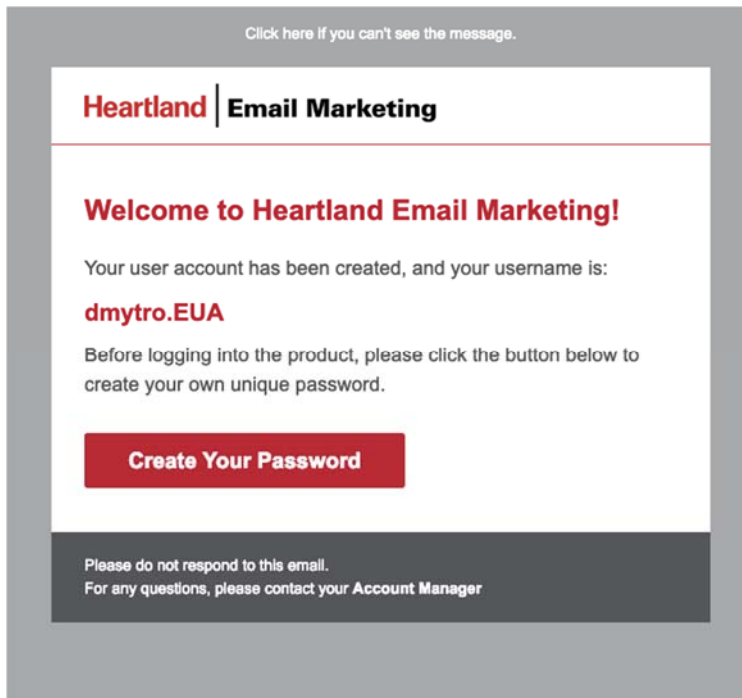 Click here if you can't see the message.
Heartland Email Marketing
Welcome to Heartland Email Marketing!
Your user account has been created, and your username is:
dmytro.EUA
Before logging into the product, please click the button below to
create your own unique password.
Create Your Password
Please do not respond to this email.
For any questions, please contact your Account Manager